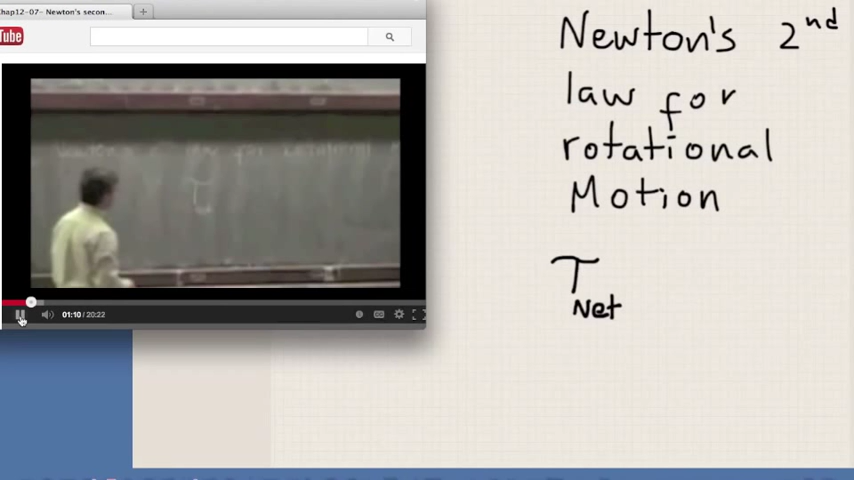 Chap12-07- Newton's secon...
Tube
01:10 / 20:22
Newton's 2nd
law for
rotational
Motion
τ
Net